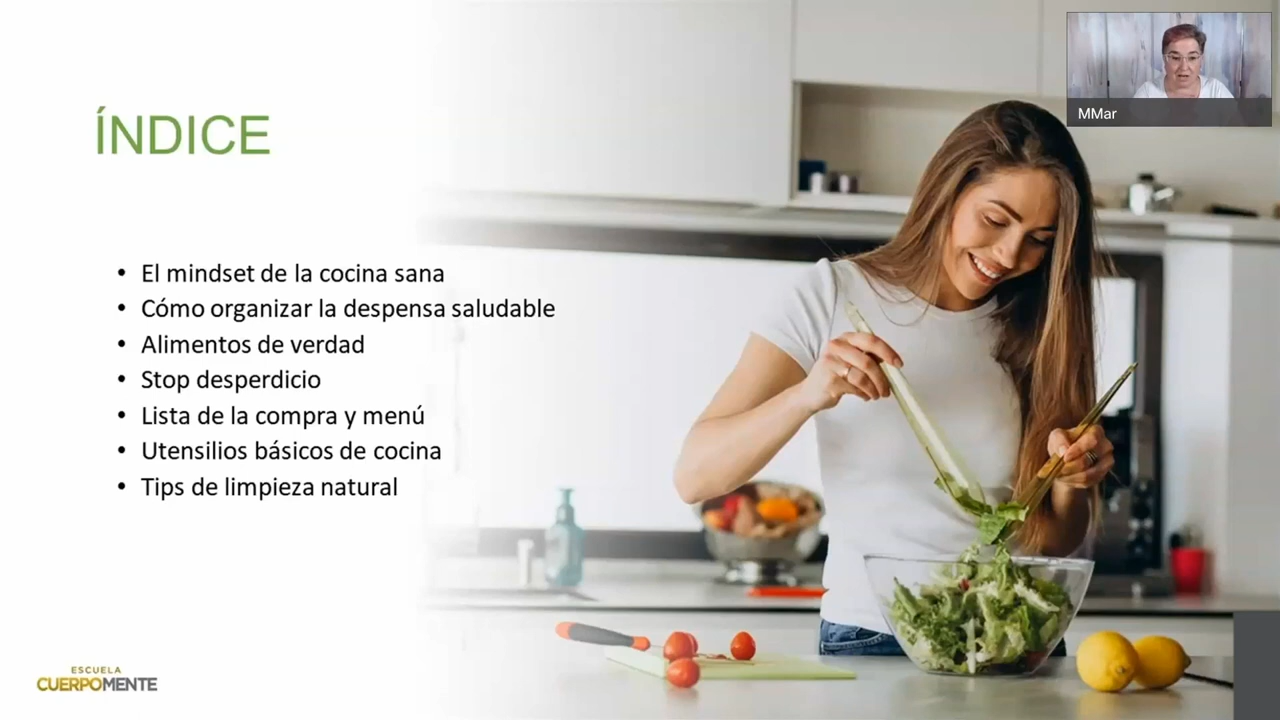 ÍNDICE
• El mindset de la cocina sana
• Cómo organizar la despensa saludable
• Alimentos de verdad
• Stop desperdicio
• Lista de la compra y menú
• Utensilios básicos de cocina
• Tips de limpieza natural
ESCUELA
CUERPOMENTE
MMar